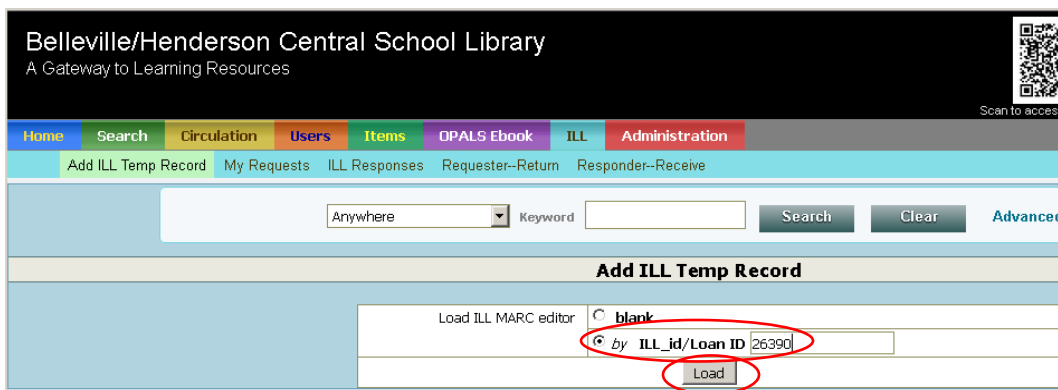 Belleville/Henderson Central School Library
A Gateway to Learning Resources
Scan to acces
Home Search Circulation Users Items OPALS Ebook ILL Administration
Add ILL Temp Record My Requests ILL Responses Requester--Return Responder--Receive
Anywhere Keyword Search Clear Advanced
Add ILL Temp Record
Load ILL MARC editor blank
by ILL_id/Loan ID 26390
Load